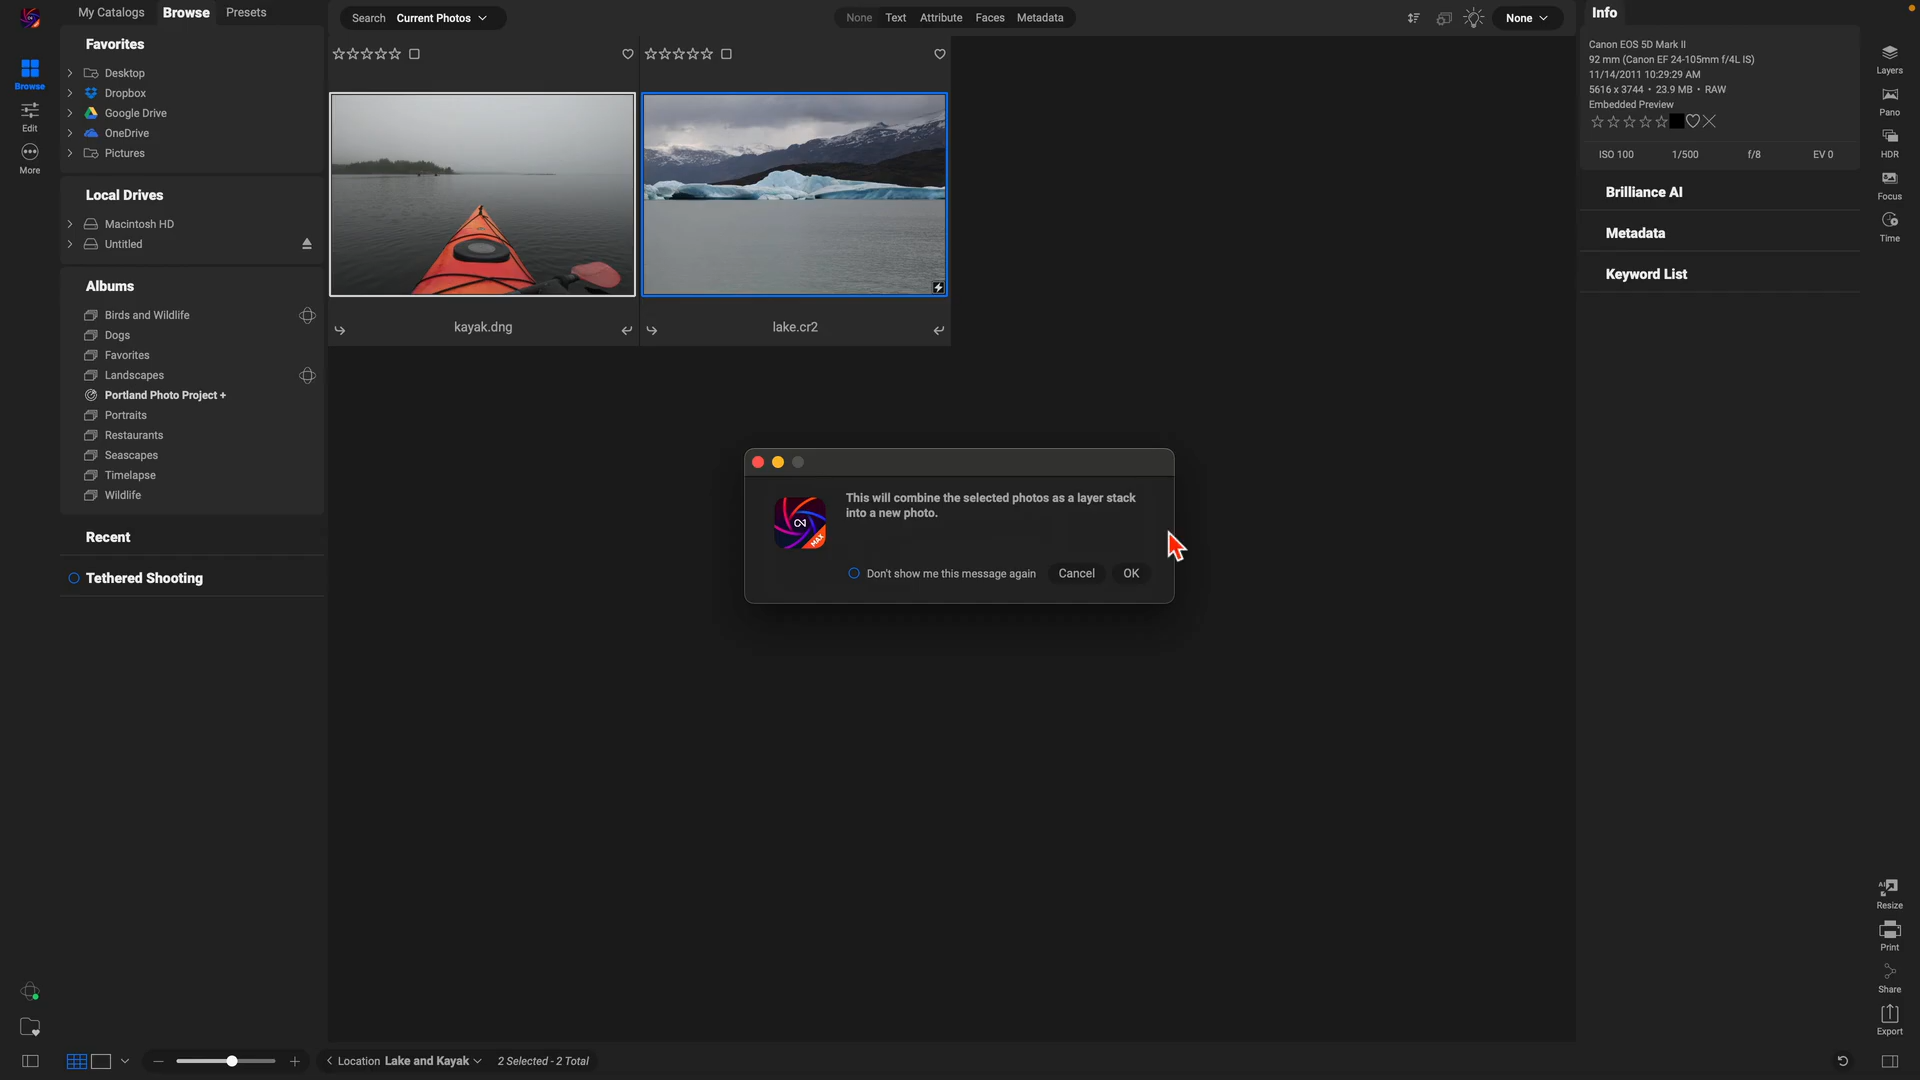 My Catalogs Browse Presets
Search Current Photos
None Text Attribute Faces Metadata
None
Info
Browse
Edit
More
Favorites
Desktop
Dropbox
Google Drive
OneDrive
Pictures
Local Drives
Macintosh HD
Untitled
Albums
Birds and Wildlife
Dogs
Favorites
Landscapes
Portland Photo Project +
Portraits
Restaurants
Seascapes
Timelapse
Wildlife
Recent
Tethered Shooting
kayak.dng
lake.cr2
This will combine the selected photos as a layer stack
into a new photo.
MAX
Don't show me this message again Cancel OK
Canon EOS 5D Mark II
92 mm (Canon EF 24-105mm f/4L IS)
11/14/2011 10:29:29 AM
5616 x 3744 • 23.9 MB • RAW
Embedded Preview
ISO 100 1/500 f/8 EV 0
Brilliance AI
Metadata
Keyword List
Layers
Pano
HDR
Focus
Time
AI
Resize
Print
Share
Export
Location Lake and Kayak 2 Selected - 2 Total